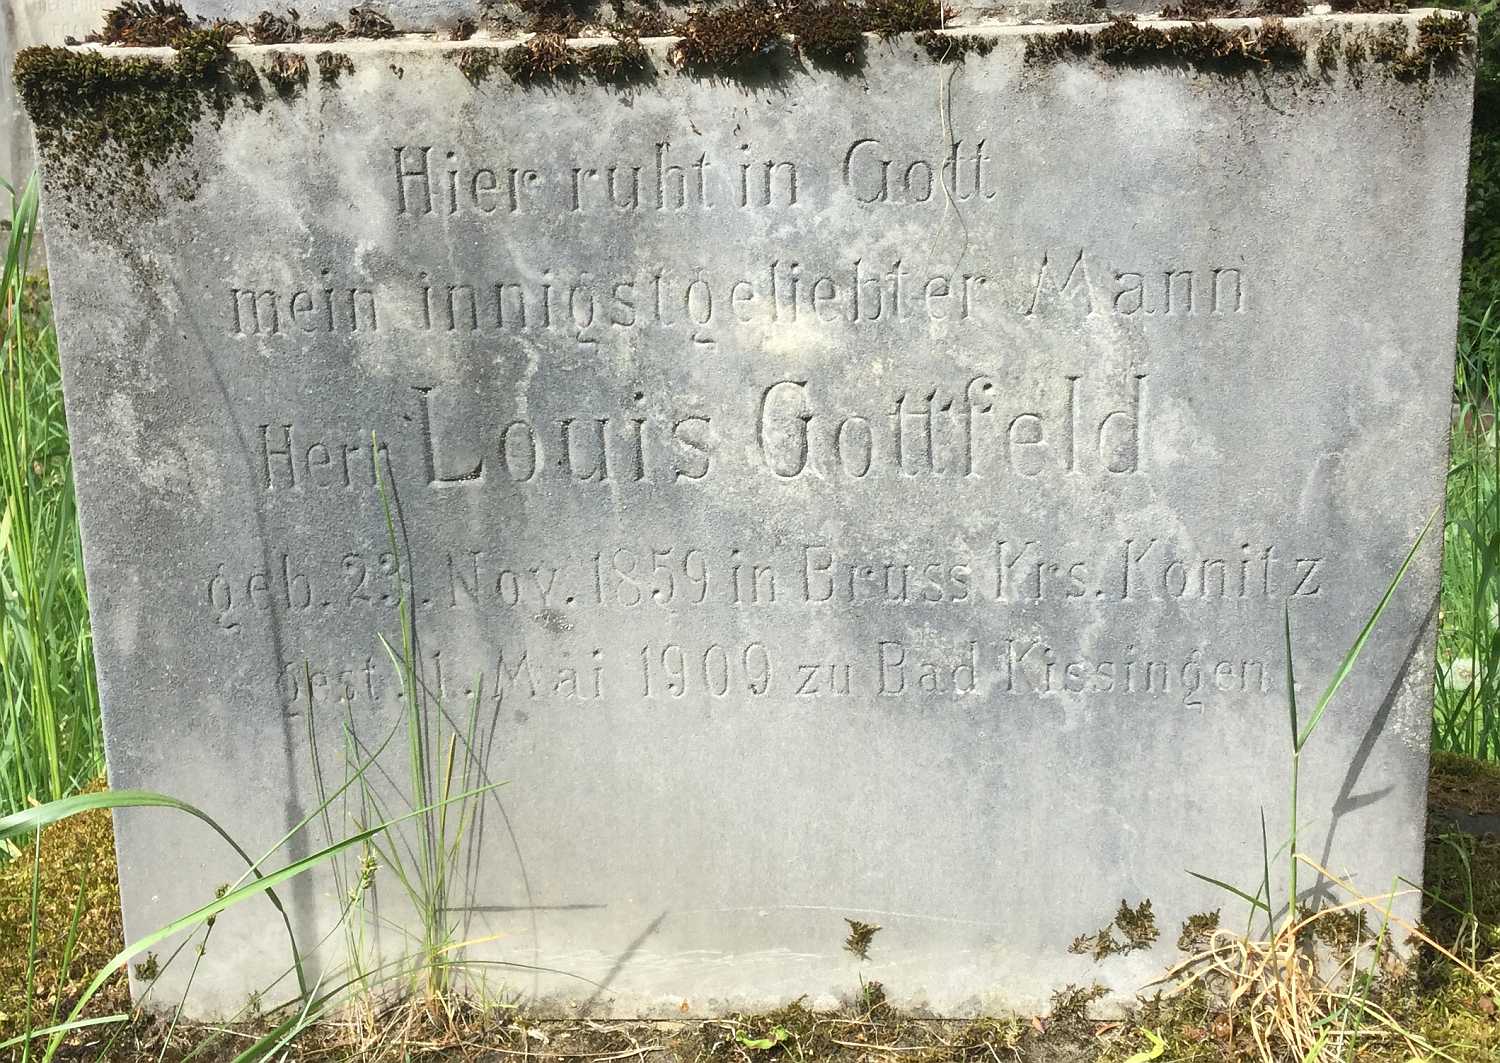 Hier ruht in Gott
mein innigstgeliebter Mann
Herr Louis Gottfeld
geb. 23. Nov. 1859 in Bruss Krs. Konitz
gest. 1. Mai 1909 zu Bad Kissingen